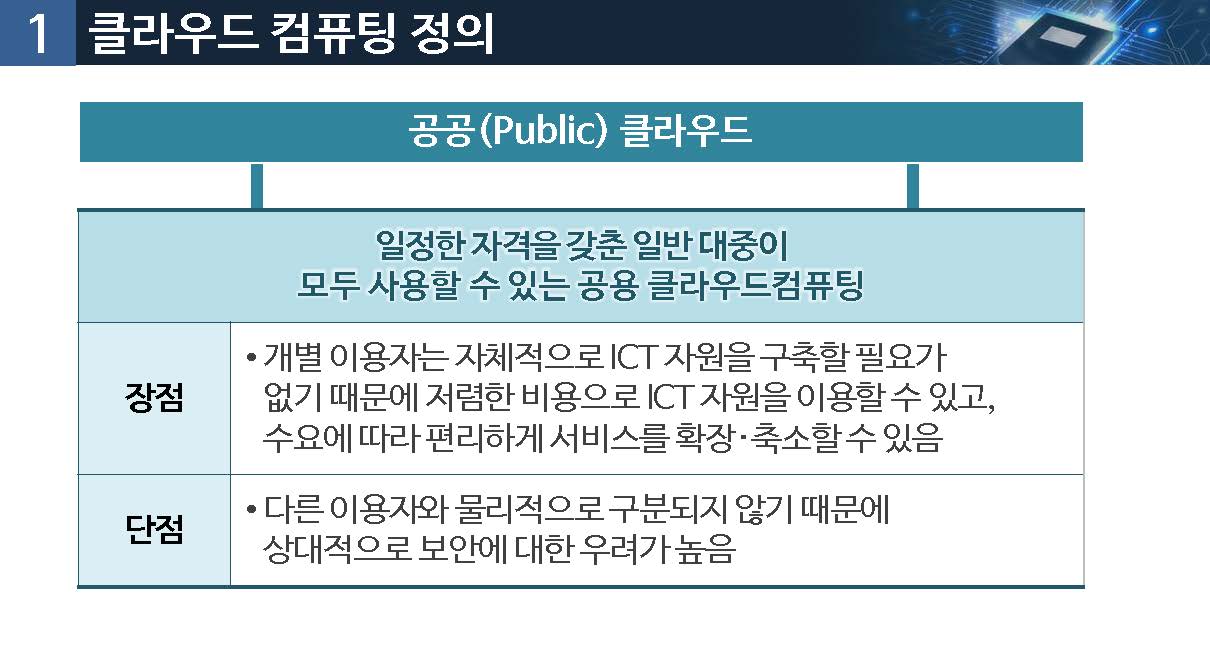 1 클라우드 컴퓨팅 정의
공공(Public) 클라우드
일정한 자격을 갖춘 일반 대중이
모두 사용할 수 있는 공용 클라우드컴퓨팅
장점
• 개별 이용자는 자체적으로 ICT 자원을 구축할 필요가
없기 때문에 저렴한 비용으로 ICT 자원을 이용할 수 있고,
수요에 따라 편리하게 서비스를 확장·축소할 수 있음
단점
• 다른 이용자와 물리적으로 구분되지 않기 때문에
상대적으로 보안에 대한 우려가 높음